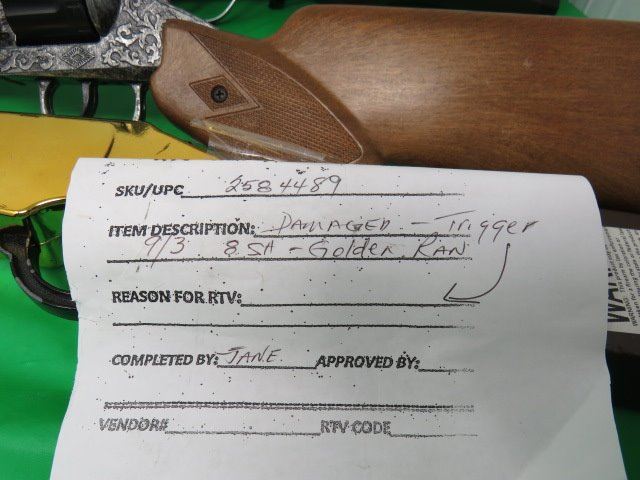 SKU/UPC 2584489
ITEM DESCRIPTION: DAMAGED - Trigger
9/3 8.SH - Golden RAN
REASON FOR RTV:
COMPLETED BY: JANE APPROVED BY:
VENDOR# RTV CODE